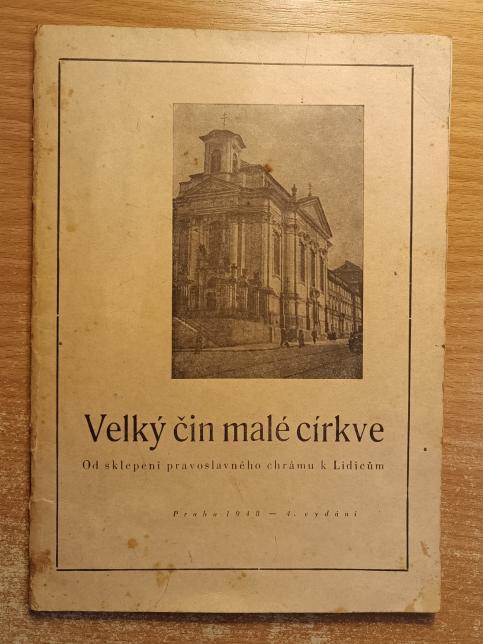 Velký čin malé církve
Od sklepení pravoslavného chrámu k Lidicům
Praha 1948 — 4. vydání